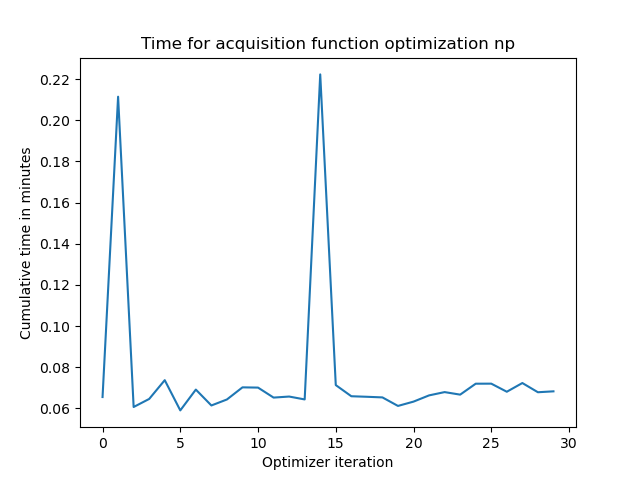 Time for acquisition function optimization np
0.22
0.20
0.18
0.16
0.14
0.12
0.10
0.08
0.06
Cumulative time in minutes
0 5 10 15 20 25 30
Optimizer iteration